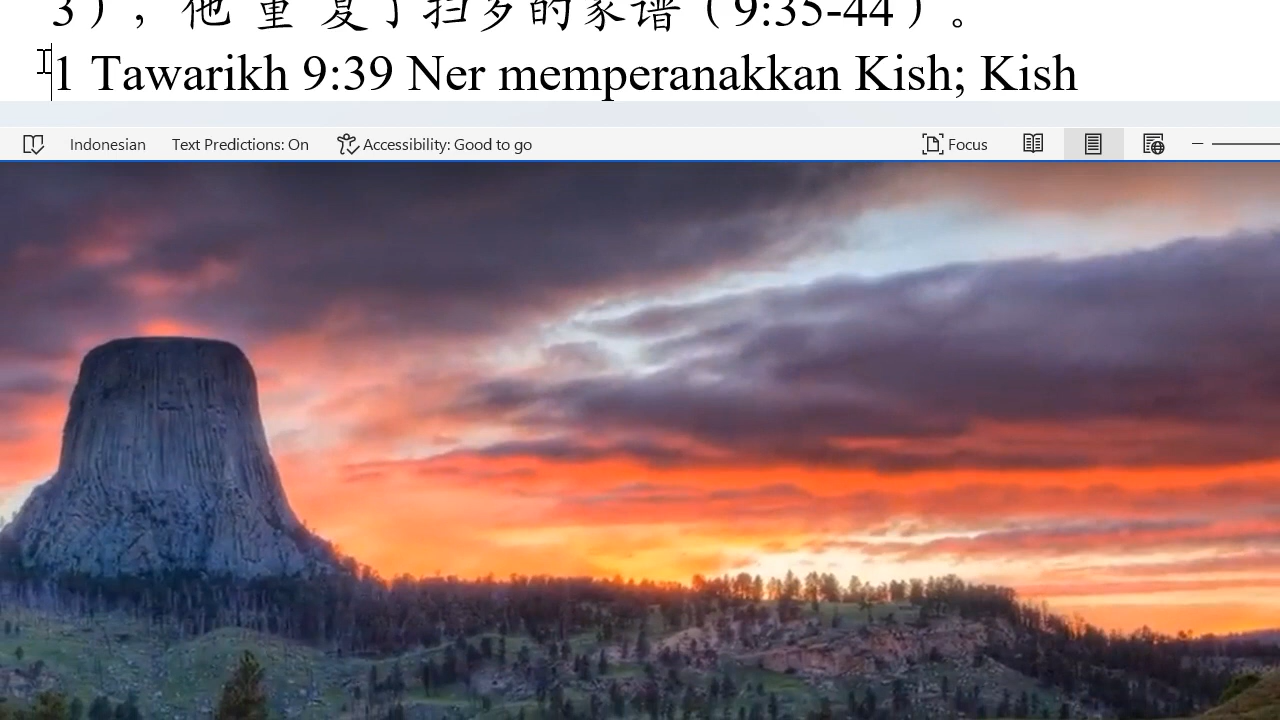 3），他 重 复 了 扫 罗 的 家 谱（9:35-44）。
1 Tawarikh 9:39 Ner memperanakkan Kish; Kish
Indonesian Text Predictions: On Accessibility: Good to go Focus